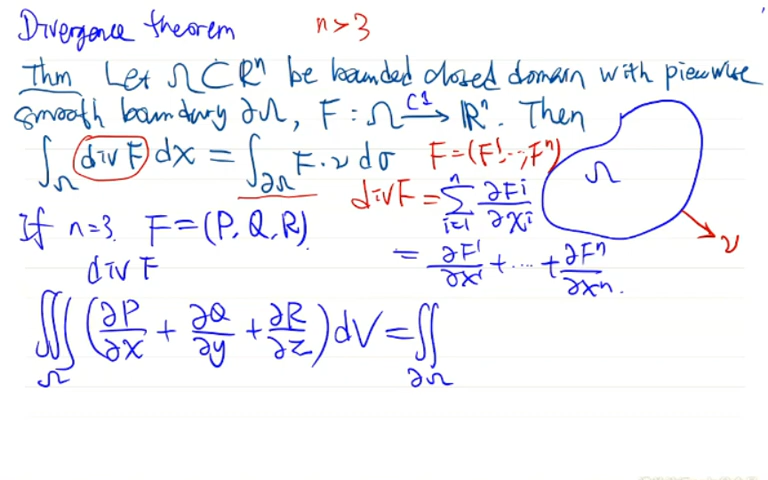 Divergence theorem n>3
Thm Let Ω⊂Rⁿ be bounded closed domain with piecewise
smooth boundary ∂Ω, F: Ω →^{C1} ℝⁿ. Then
∫_Ω div F dx = ∫_{∂Ω} F·ν dσ F=(F¹,…,Fⁿ)
Ω
div F = Σ_{i=1}^{n} ∂Fⁱ/∂xⁱ
ν
If n=3. F=(P,Q,R)
= ∂F¹/∂x¹ + … + ∂Fⁿ/∂xⁿ.
div F
∭_Ω (∂P/∂x + ∂Q/∂y + ∂R/∂z) dV = ∬_{∂Ω}